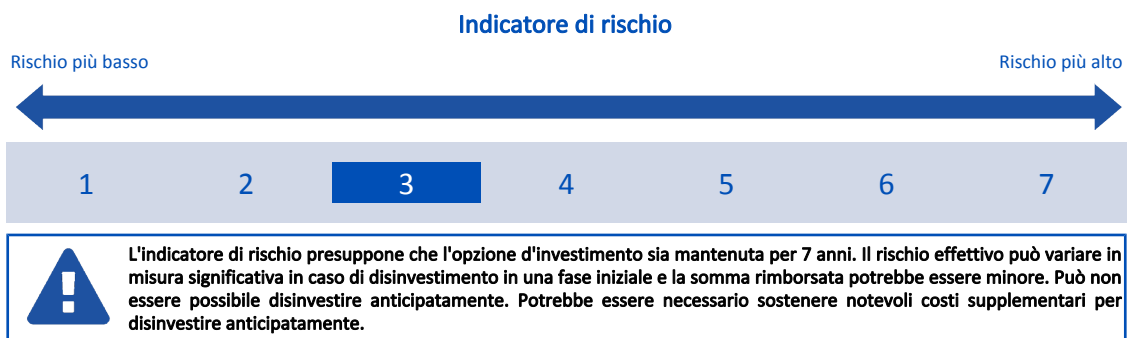 Indicatore di rischio
Rischio più basso Rischio più alto
1 2 3 4 5 6 7
L'indicatore di rischio presuppone che l'opzione d'investimento sia mantenuta per 7 anni. Il rischio effettivo può variare in
misura significativa in caso di disinvestimento in una fase iniziale e la somma rimborsata potrebbe essere minore. Può non
essere possibile disinvestire anticipatamente. Potrebbe essere necessario sostenere notevoli costi supplementari per
disinvestire anticipatamente.